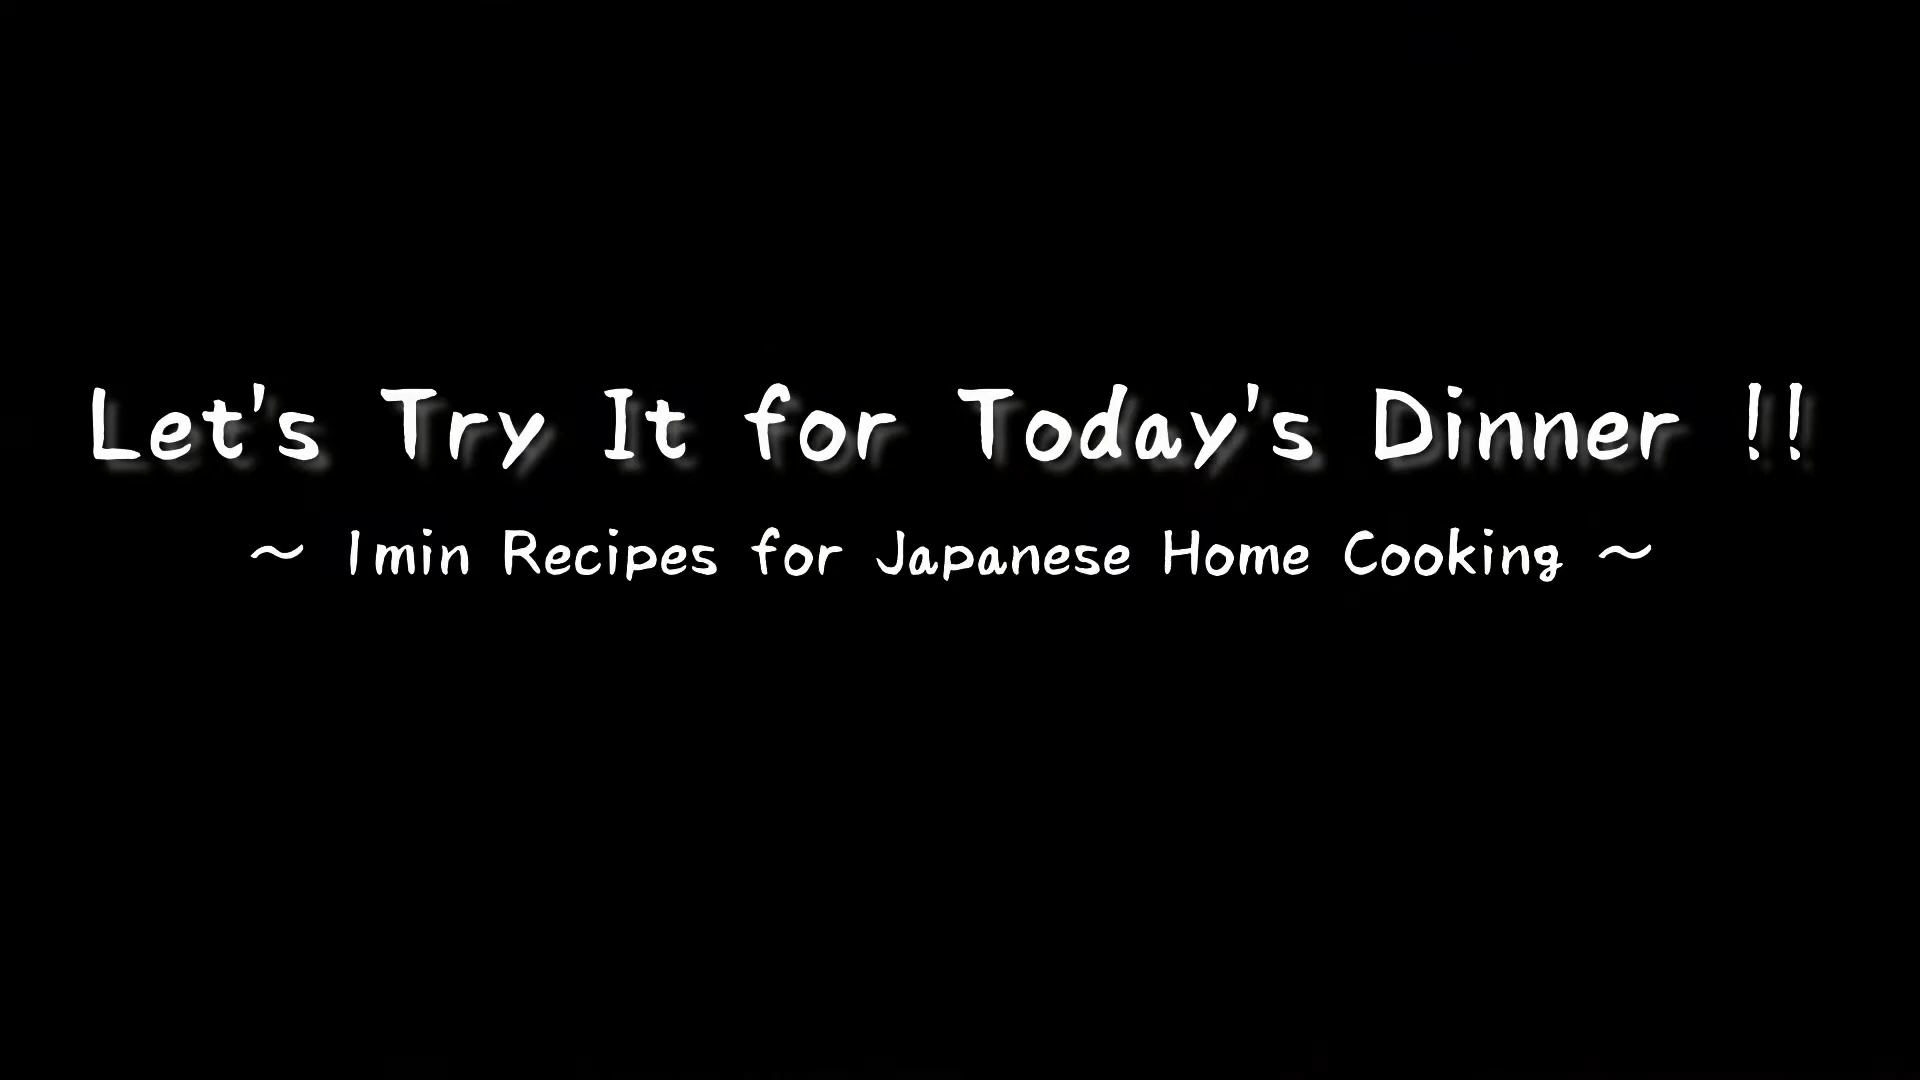 Let's Try It for Today's Dinner !!
～ 1min Recipes for Japanese Home Cooking ～